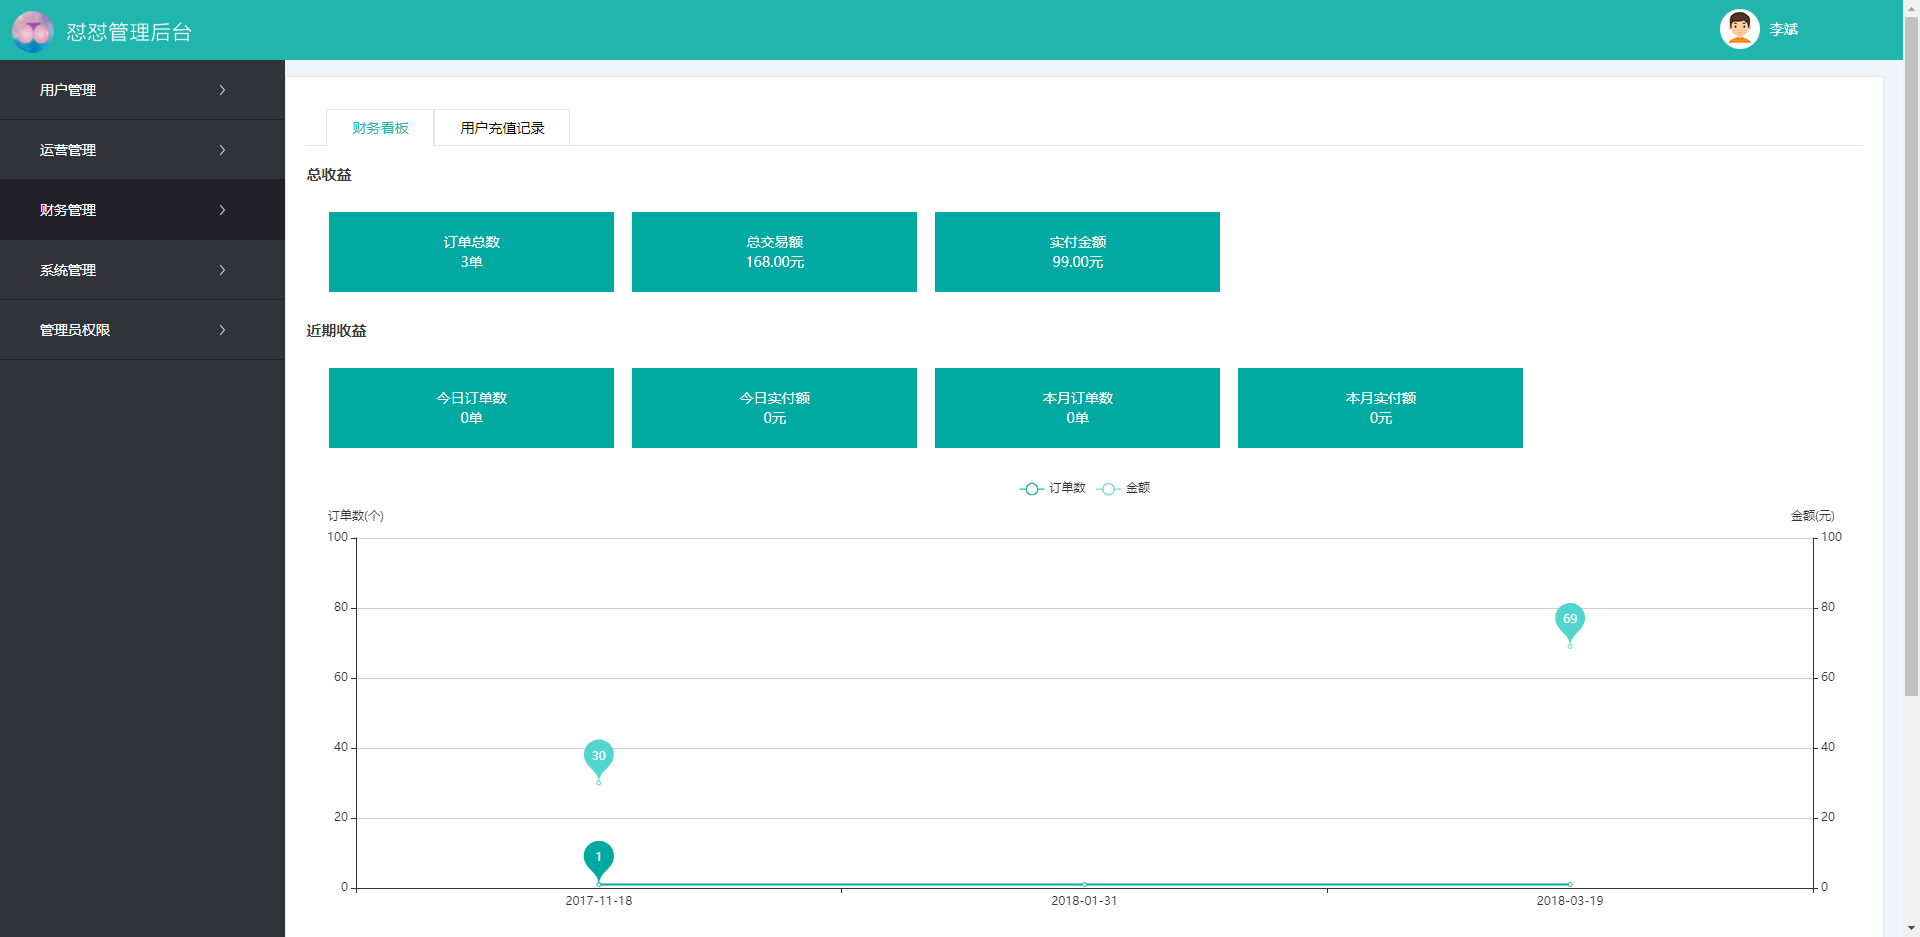 怼怼管理后台
李斌
用户管理
运营管理
财务管理
系统管理
管理员权限
财务看板
用户充值记录
总收益
订单总数
3单
总交易额
168.00元
实付金额
99.00元
近期收益
今日订单数
0单
今日实付额
0元
本月订单数
0单
本月实付额
0元
订单数
金额
订单数(个)
金额(元)
100
100
80
80
69
60
60
40
40
30
20
20
1
0
0
2017-11-18
2018-01-31
2018-03-19